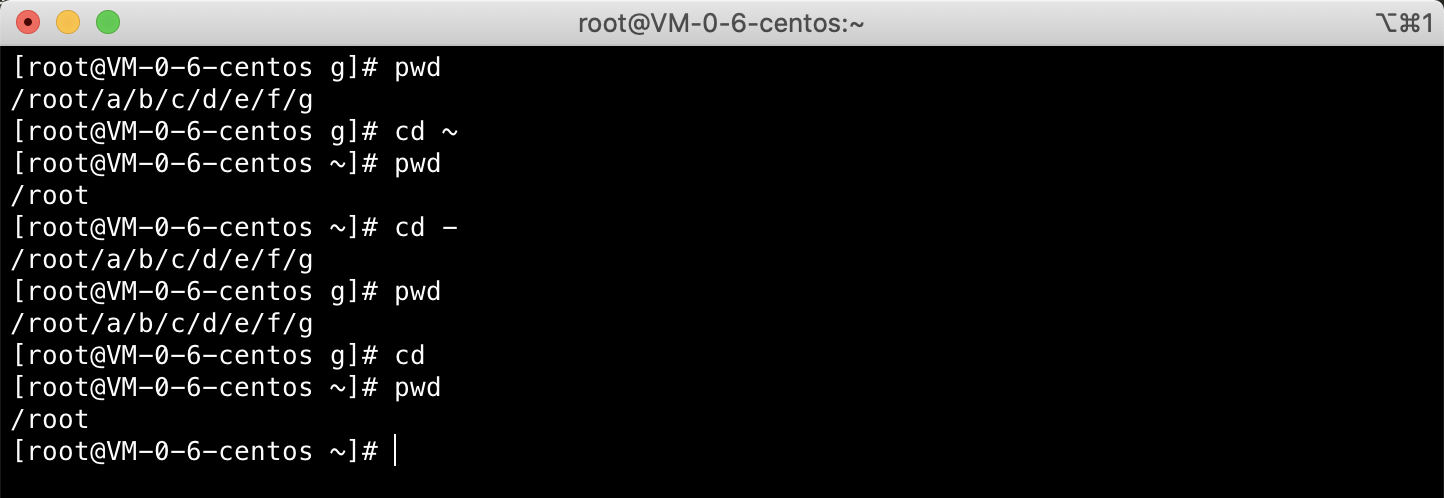 root@VM-0-6-centos:~
⌥⌘1
[root@VM-0-6-centos g]# pwd
/root/a/b/c/d/e/f/g
[root@VM-0-6-centos g]# cd ~
[root@VM-0-6-centos ~]# pwd
/root
[root@VM-0-6-centos ~]# cd -
/root/a/b/c/d/e/f/g
[root@VM-0-6-centos g]# pwd
/root/a/b/c/d/e/f/g
[root@VM-0-6-centos g]# cd
[root@VM-0-6-centos ~]# pwd
/root
[root@VM-0-6-centos ~]#